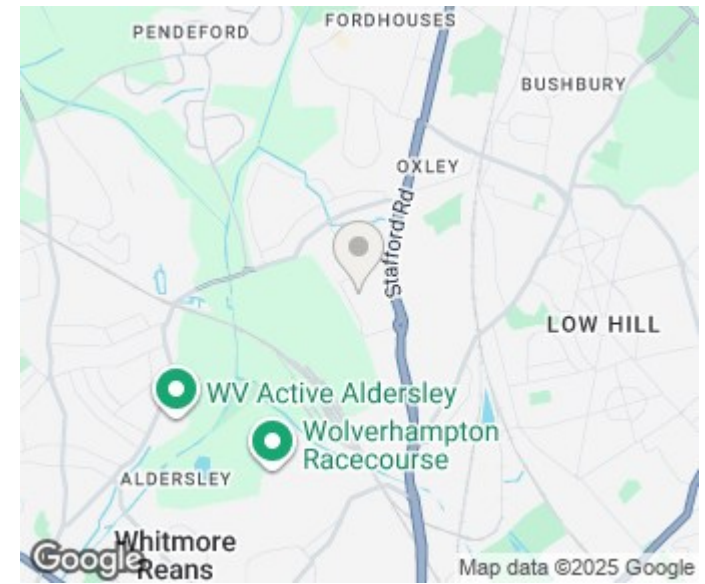 FORDHOUSES
PENDEFORD
BUSHBURY
OXLEY
Stafford Rd
LOW HILL
WV Active Aldersley
Wolverhampton
Racecourse
ALDERSLEY
Whitmore
Reans
Google
Map data ©2025 Google